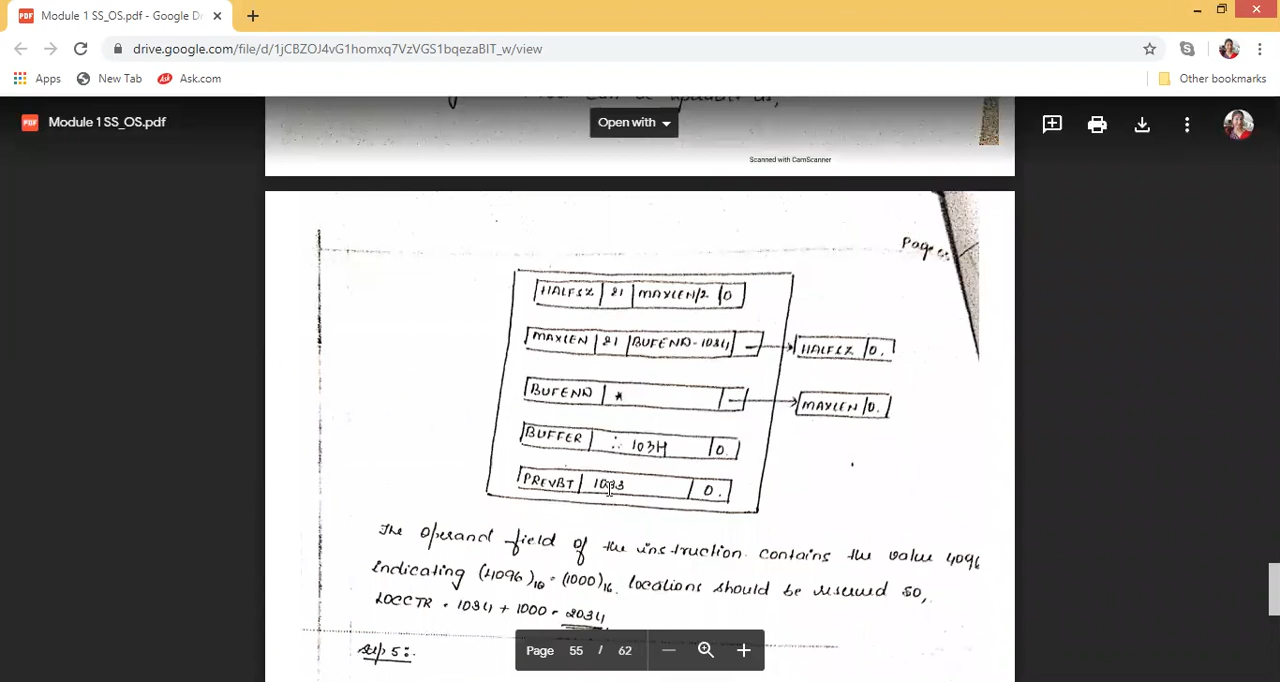 Module 1 SS_OS.pdf - Google Dr
drive.google.com/file/d/1jCBZOJ4vG1homxq7VzVGS1bqezaBIT_w/view
Apps New Tab Ask.com Other bookmarks
Module 1 SS_OS.pdf
Open with
Scanned with CamScanner
Page
HALFSZ &1 MAXLEN/2 0
MAXLEN &1 BUFEND-1034 HALFSZ 0.
BUFEND * MAXLEN 0.
BUFFER 1034 0.
PREVBT 1033 0.
The operand field of the instruction contains the value 4096
indicating (4096)10 = (1000)16 locations should be reserved so,
LOCCTR = 1034 + 1000 = 2034
Page 55 / 62
Step 5:-